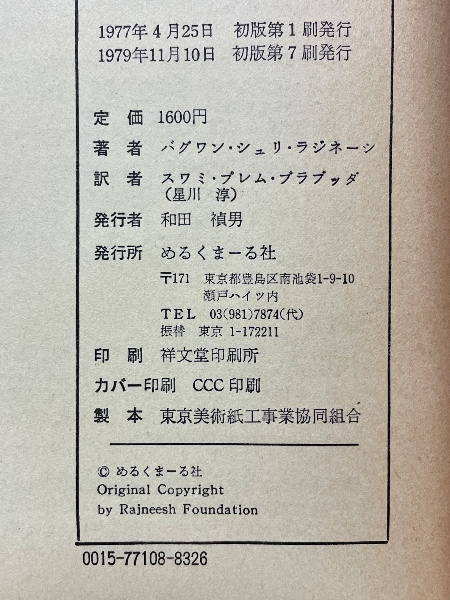 1977年4月25日 初版第1刷発行
1979年11月10日 初版第7刷発行
定価 1600円
著者 バグワン・シュリ・ラジネーシ
訳者 スワミ・プレム・プラブッダ
(星川 淳)
発行者 和田 禎男
発行所 めるくまーる社
〒171 東京都豊島区南池袋1-9-10
瀬戸ハイツ内
TEL 03(981)7874(代)
振替 東京 1-172211
印刷 祥文堂印刷所
カバー印刷 CCC印刷
製本 東京美術紙工事業協同組合
© めるくまーる社
Original Copyright
by Rajneesh Foundation
0015-77108-8326